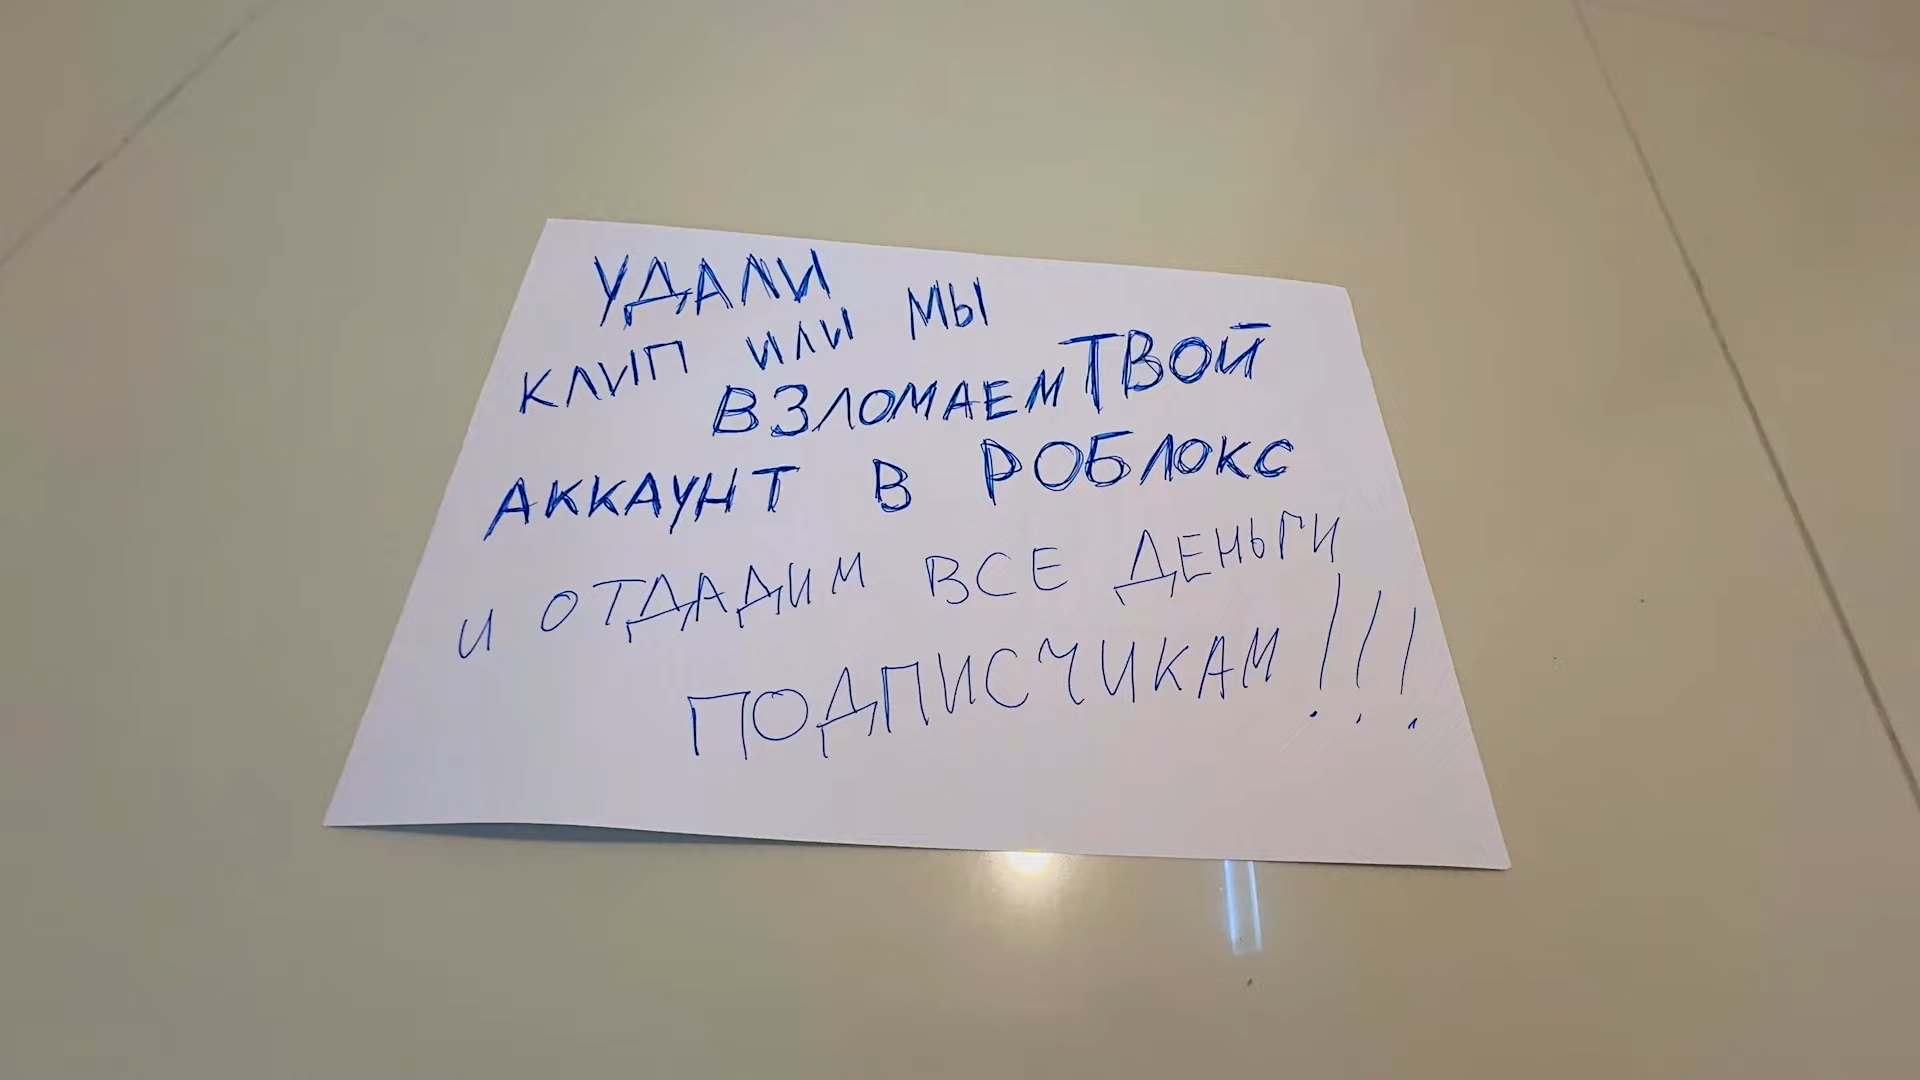 УДАЛИ
КЛИП ИЛИ МЫ
ВЗЛОМАЕМ ТВОЙ
АККАУНТ В РОБЛОКС
И ОТДАДИМ ВСЕ ДЕНЬГИ
ПОДПИСЧИКАМ!!!